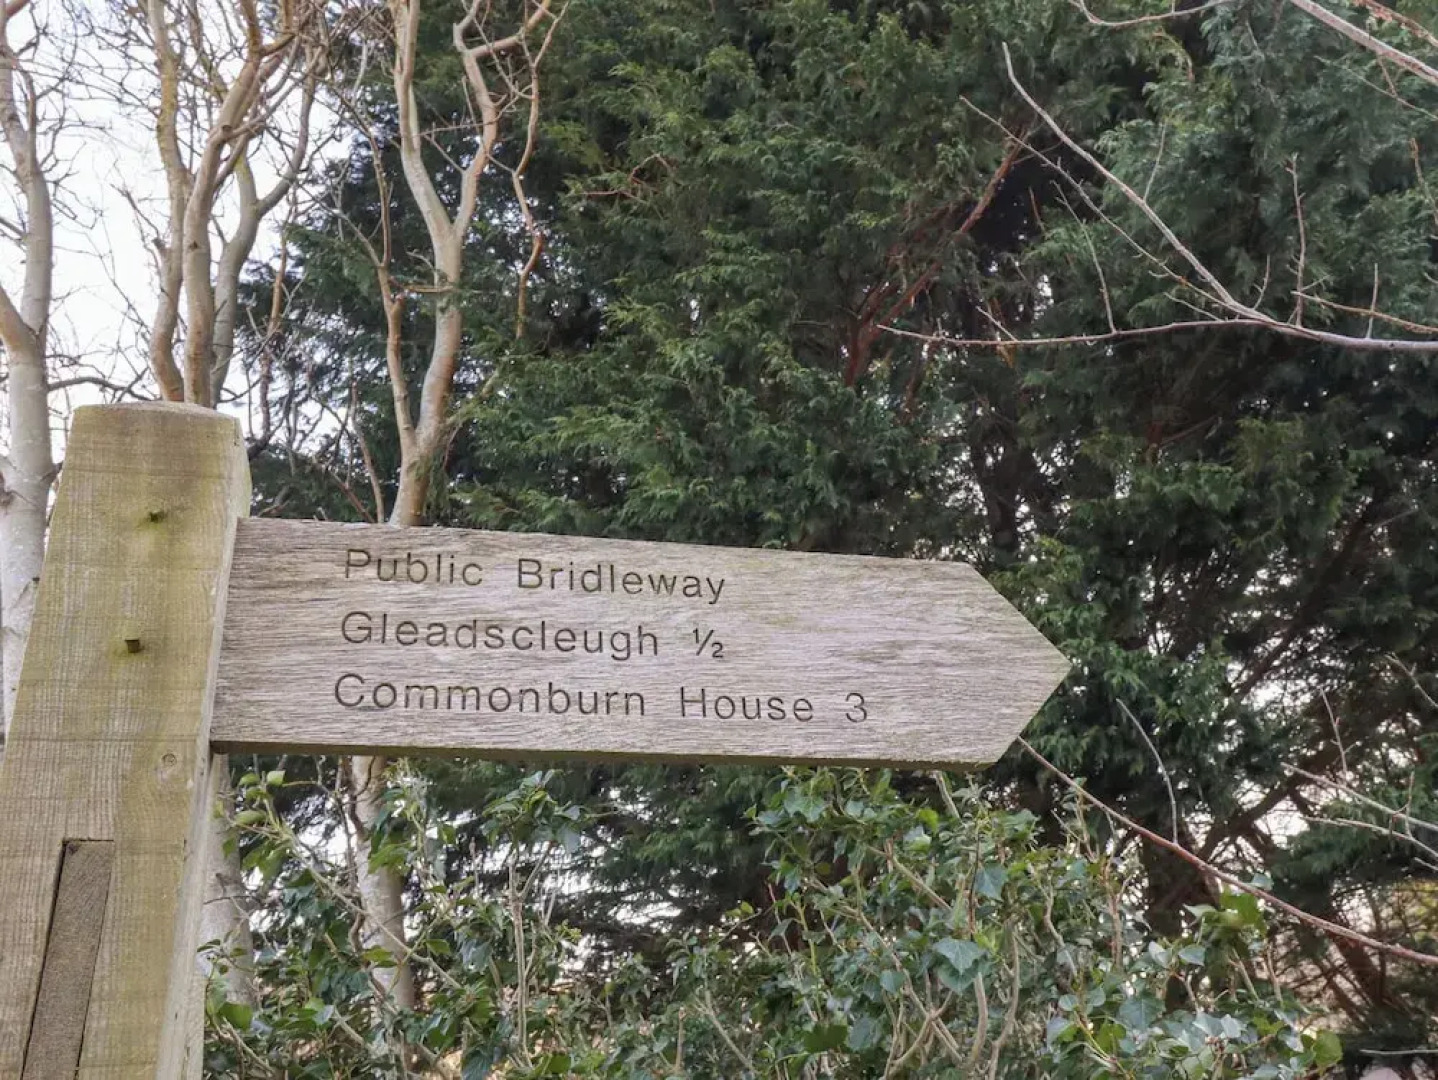 Public Bridleway
Gleadscleugh ½
Commonburn House 3